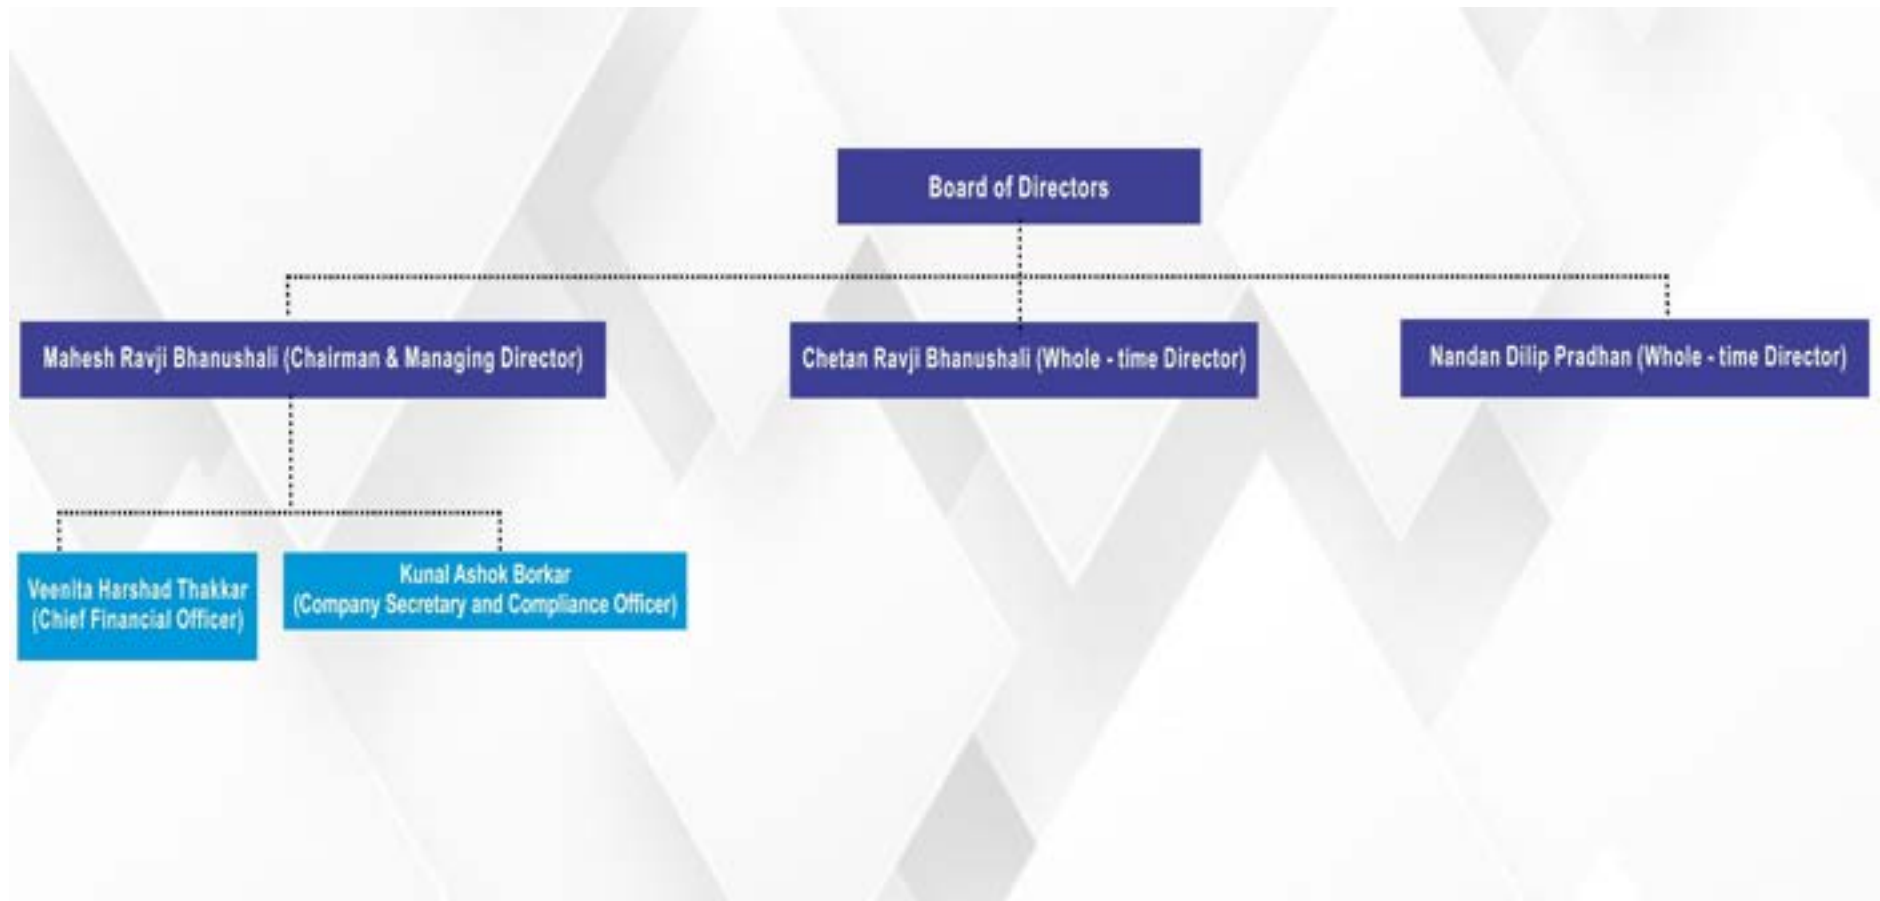 Board of Directors
Mahesh Ravji Bhanushali (Chairman & Managing Director)
Chetan Ravji Bhanushali (Whole - time Director)
Nandan Dilip Pradhan (Whole - time Director)
Veenita Harshad Thakkar
(Chief Financial Officer)
Kunal Ashok Borkar
(Company Secretary and Compliance Officer)